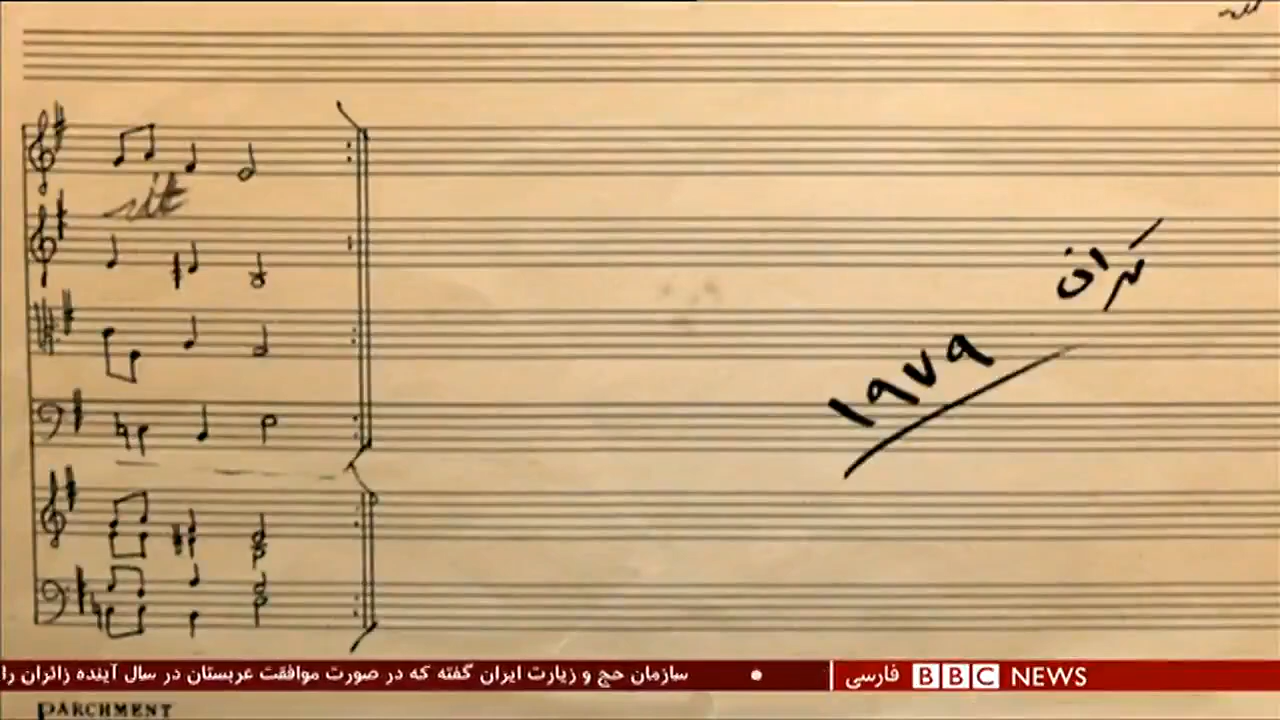 rit
تهران
۱۹۷۹
سازمان حج و زیارت ایران گفته که در صورت موافقت عربستان در سال آینده زائران را
BBC NEWS فارسی
PARCHMENT